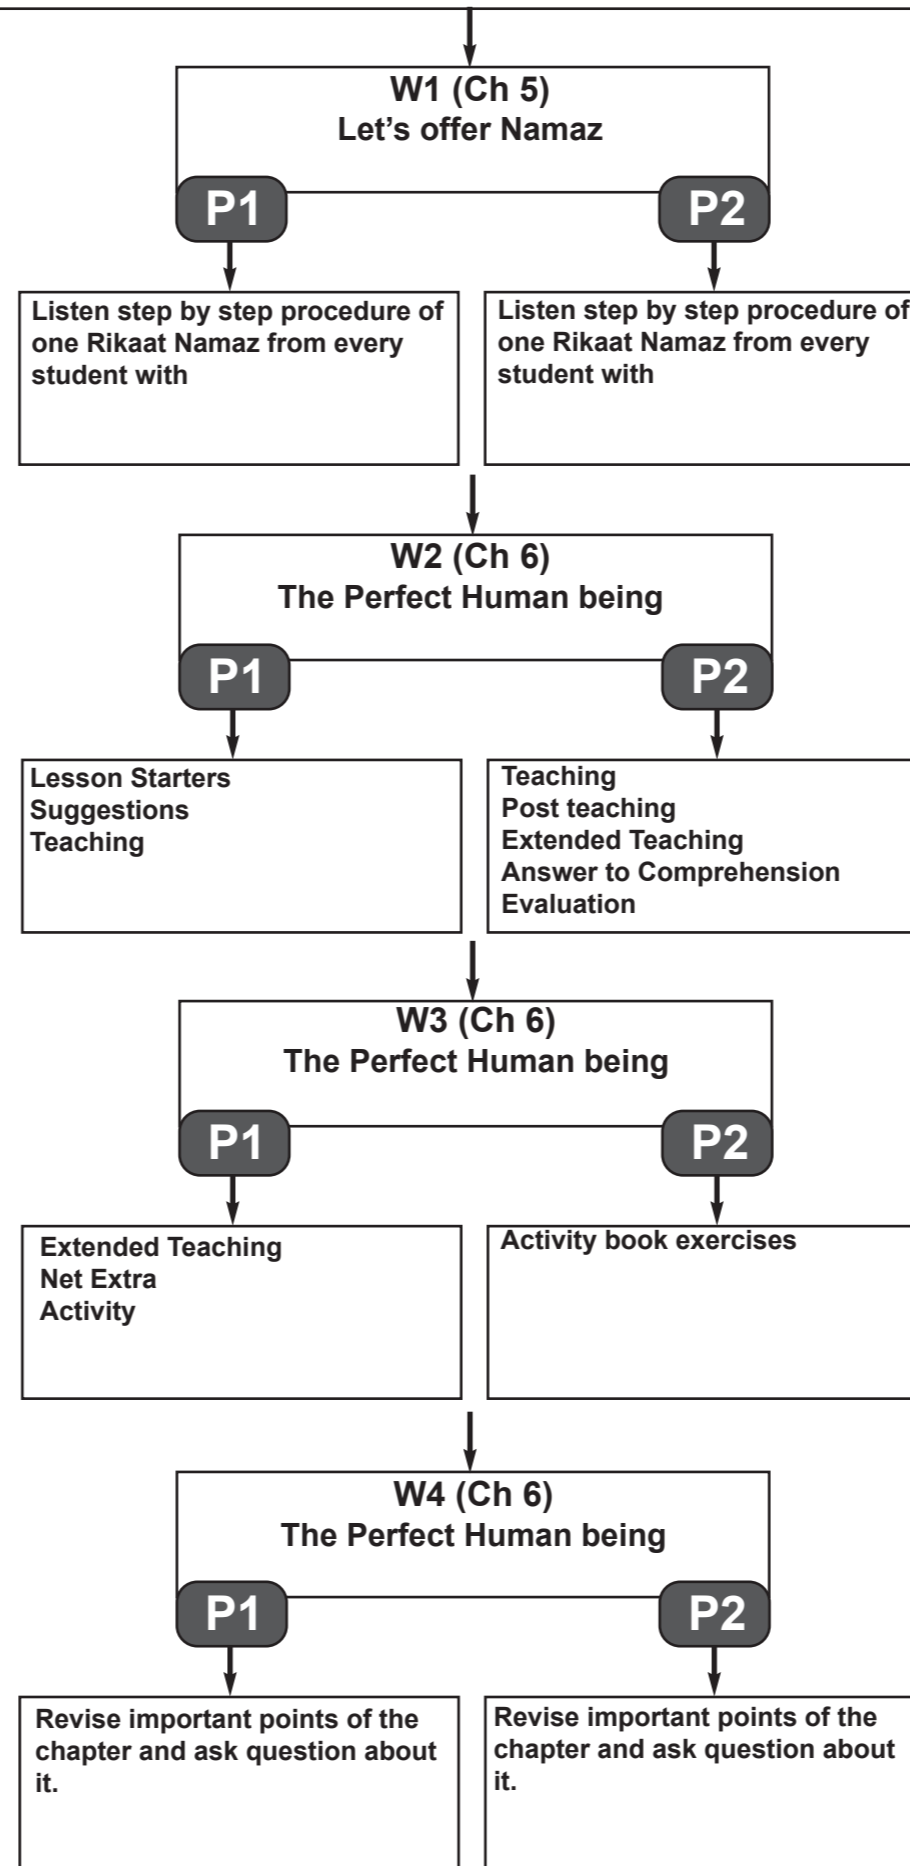 W1 (Ch 5)
Let’s offer Namaz
P1
P2
Listen step by step procedure of
one Rikaat Namaz from every
student with
Listen step by step procedure of
one Rikaat Namaz from every
student with
W2 (Ch 6)
The Perfect Human being
P1
P2
Lesson Starters
Suggestions
Teaching
Teaching
Post teaching
Extended Teaching
Answer to Comprehension
Evaluation
W3 (Ch 6)
The Perfect Human being
P1
P2
Extended Teaching
Net Extra
Activity
Activity book exercises
W4 (Ch 6)
The Perfect Human being
P1
P2
Revise important points of the
chapter and ask question about
it.
Revise important points of the
chapter and ask question about
it.